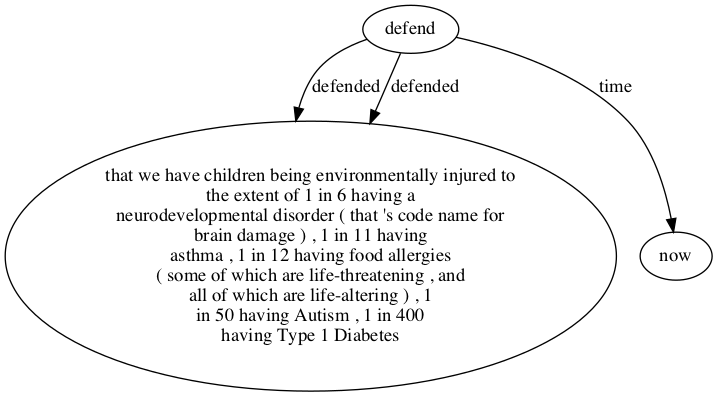 defend
defended defended time
that we have children being environmentally injured to
the extent of 1 in 6 having a
neurodevelopmental disorder ( that 's code name for
brain damage ) , 1 in 11 having
asthma , 1 in 12 having food allergies
( some of which are life-threatening , and
all of which are life-altering ) , 1
in 50 having Autism , 1 in 400
having Type 1 Diabetes
now